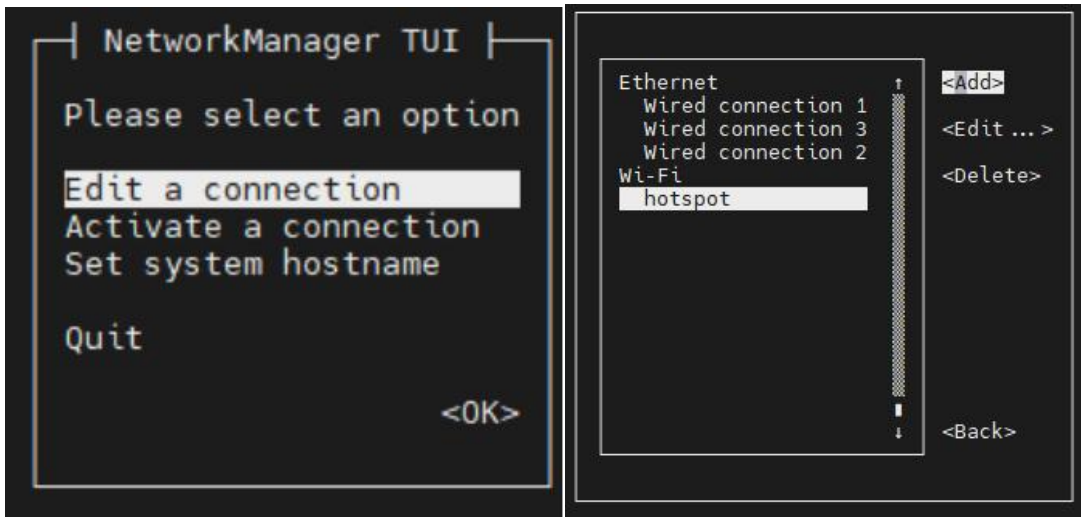 NetworkManager TUI
Please select an option
Edit a connection
Activate a connection
Set system hostname
Quit
<OK>
Ethernet
Wired connection 1
Wired connection 3
Wired connection 2
Wi-Fi
hotspot
<Add>
<Edit...>
<Delete>
<Back>